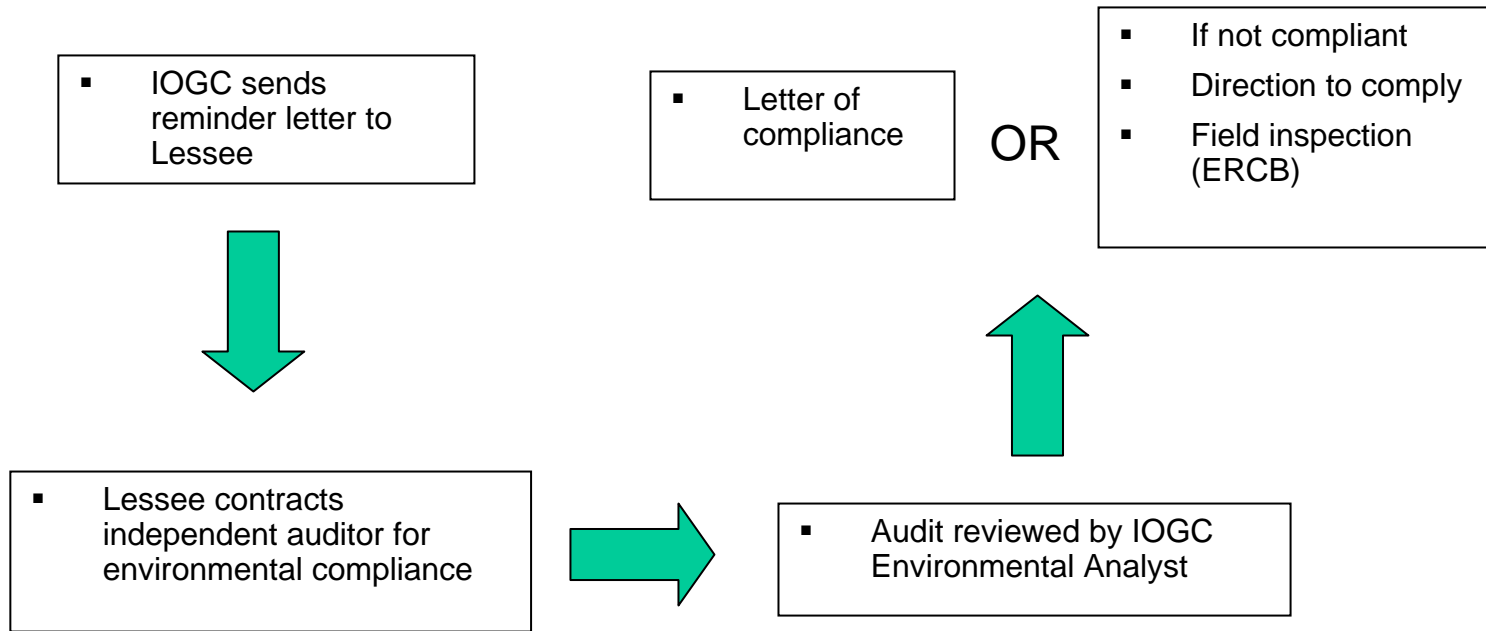 ▪ IOGC sends
reminder letter to
Lessee
▪ Lessee contracts
independent auditor for
environmental compliance
▪ Audit reviewed by IOGC
Environmental Analyst
▪ Letter of
compliance
OR
▪ If not compliant
▪ Direction to comply
▪ Field inspection
(ERCB)